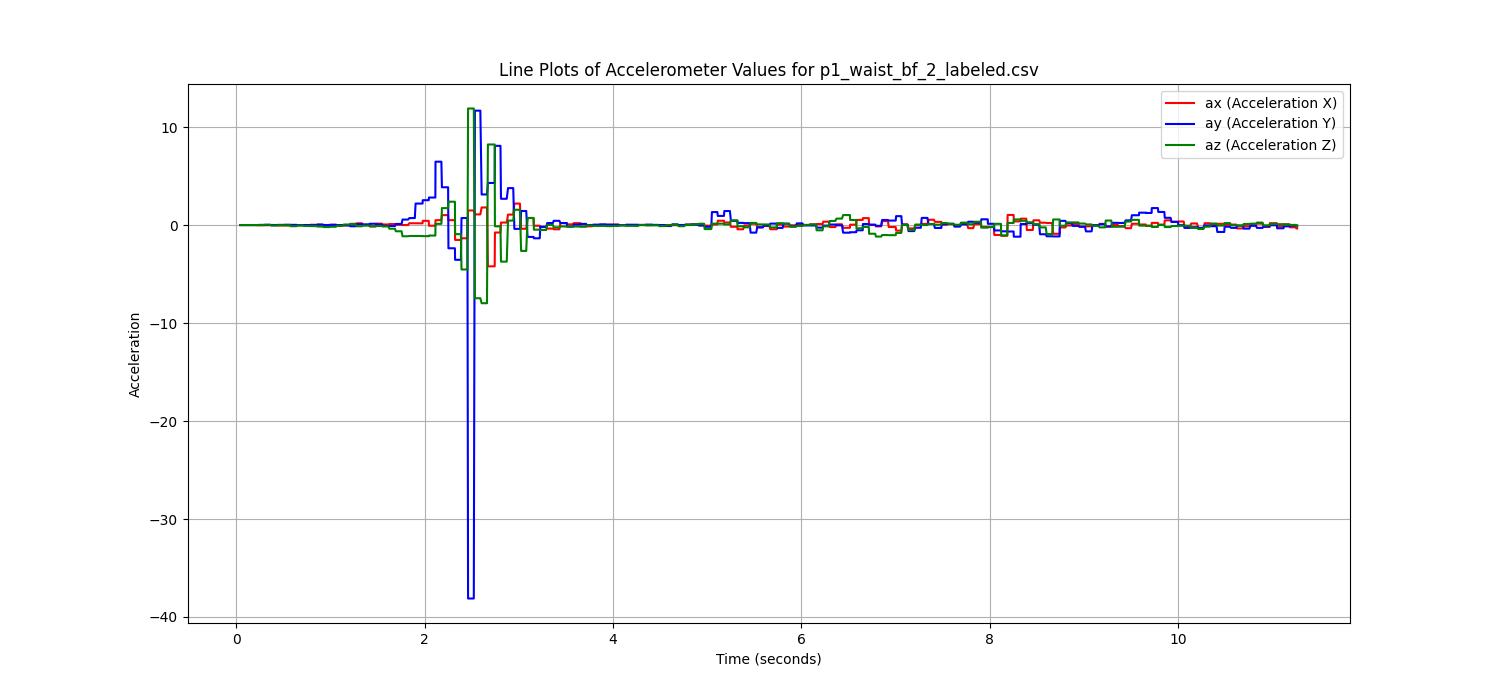 Line Plots of Accelerometer Values for p1_waist_bf_2_labeled.csv
ax (Acceleration X)
ay (Acceleration Y)
az (Acceleration Z)
10
0
−10
−20
−30
−40
Acceleration
0 2 4 6 8 10
Time (seconds)